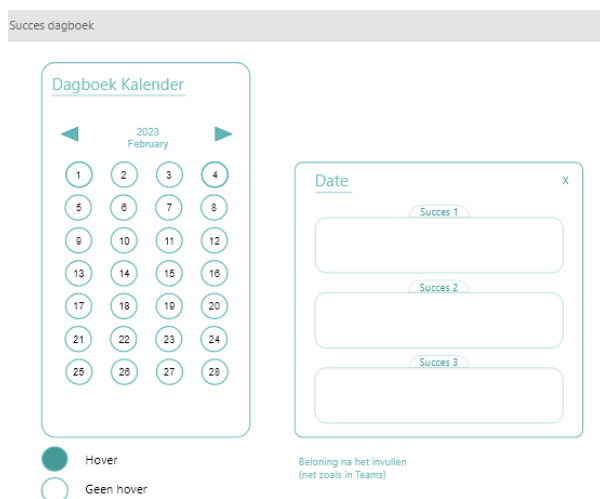 Succes dagboek
Dagboek Kalender
2023
February
1 2 3 4
5 6 7 8
9 10 11 12
13 14 15 16
17 18 19 20
21 22 23 24
25 26 27 28
Hover
Geen hover
Date X
Succes 1
Succes 2
Succes 3
Beloning na het invullen
(net zoals in Teams)